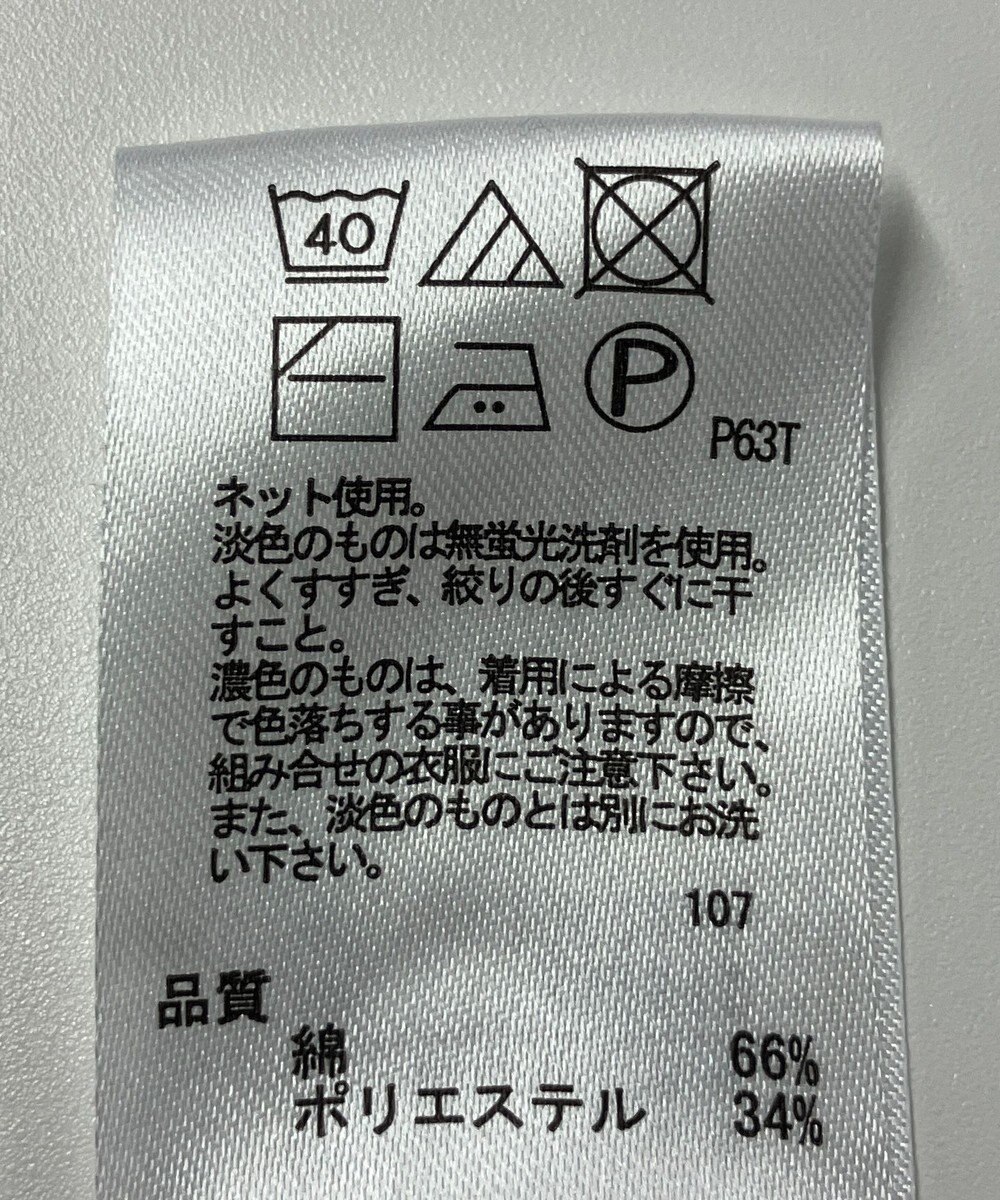 40
P
P63T
ネット使用。
淡色のものは無蛍光洗剤を使用。
よくすすぎ、絞りの後すぐに干
すこと。
濃色のものは、着用による摩擦
で色落ちする事がありますので、
組み合せの衣服にご注意下さい。
また、淡色のものとは別にお洗
い下さい。
107
品質
綿 66%
ポリエステル 34%